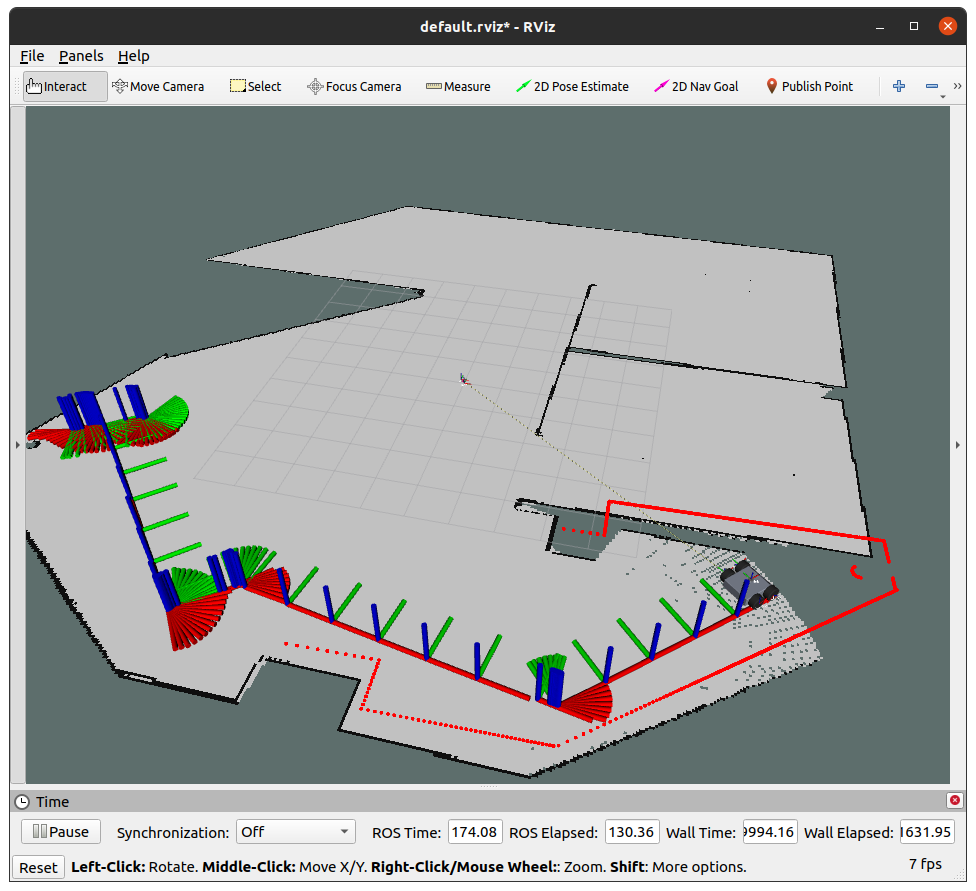 default.rviz* - RViz
File Panels Help
Interact Move Camera Select Focus Camera Measure 2D Pose Estimate 2D Nav Goal Publish Point »
Time
Pause Synchronization: Off ROS Time: 174.08 ROS Elapsed: 130.36 Wall Time: 9994.16 Wall Elapsed: 1631.95
Reset Left-Click: Rotate. Middle-Click: Move X/Y. Right-Click/Mouse Wheel:: Zoom. Shift: More options. 7 fps